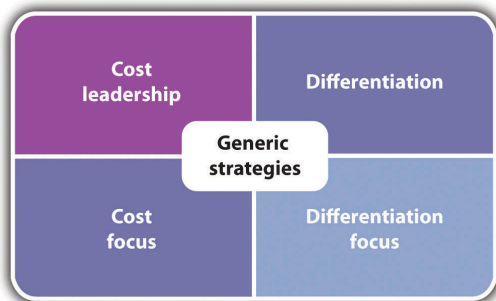 Cost
leadership
Differentiation
Generic
strategies
Cost
focus
Differentiation
focus